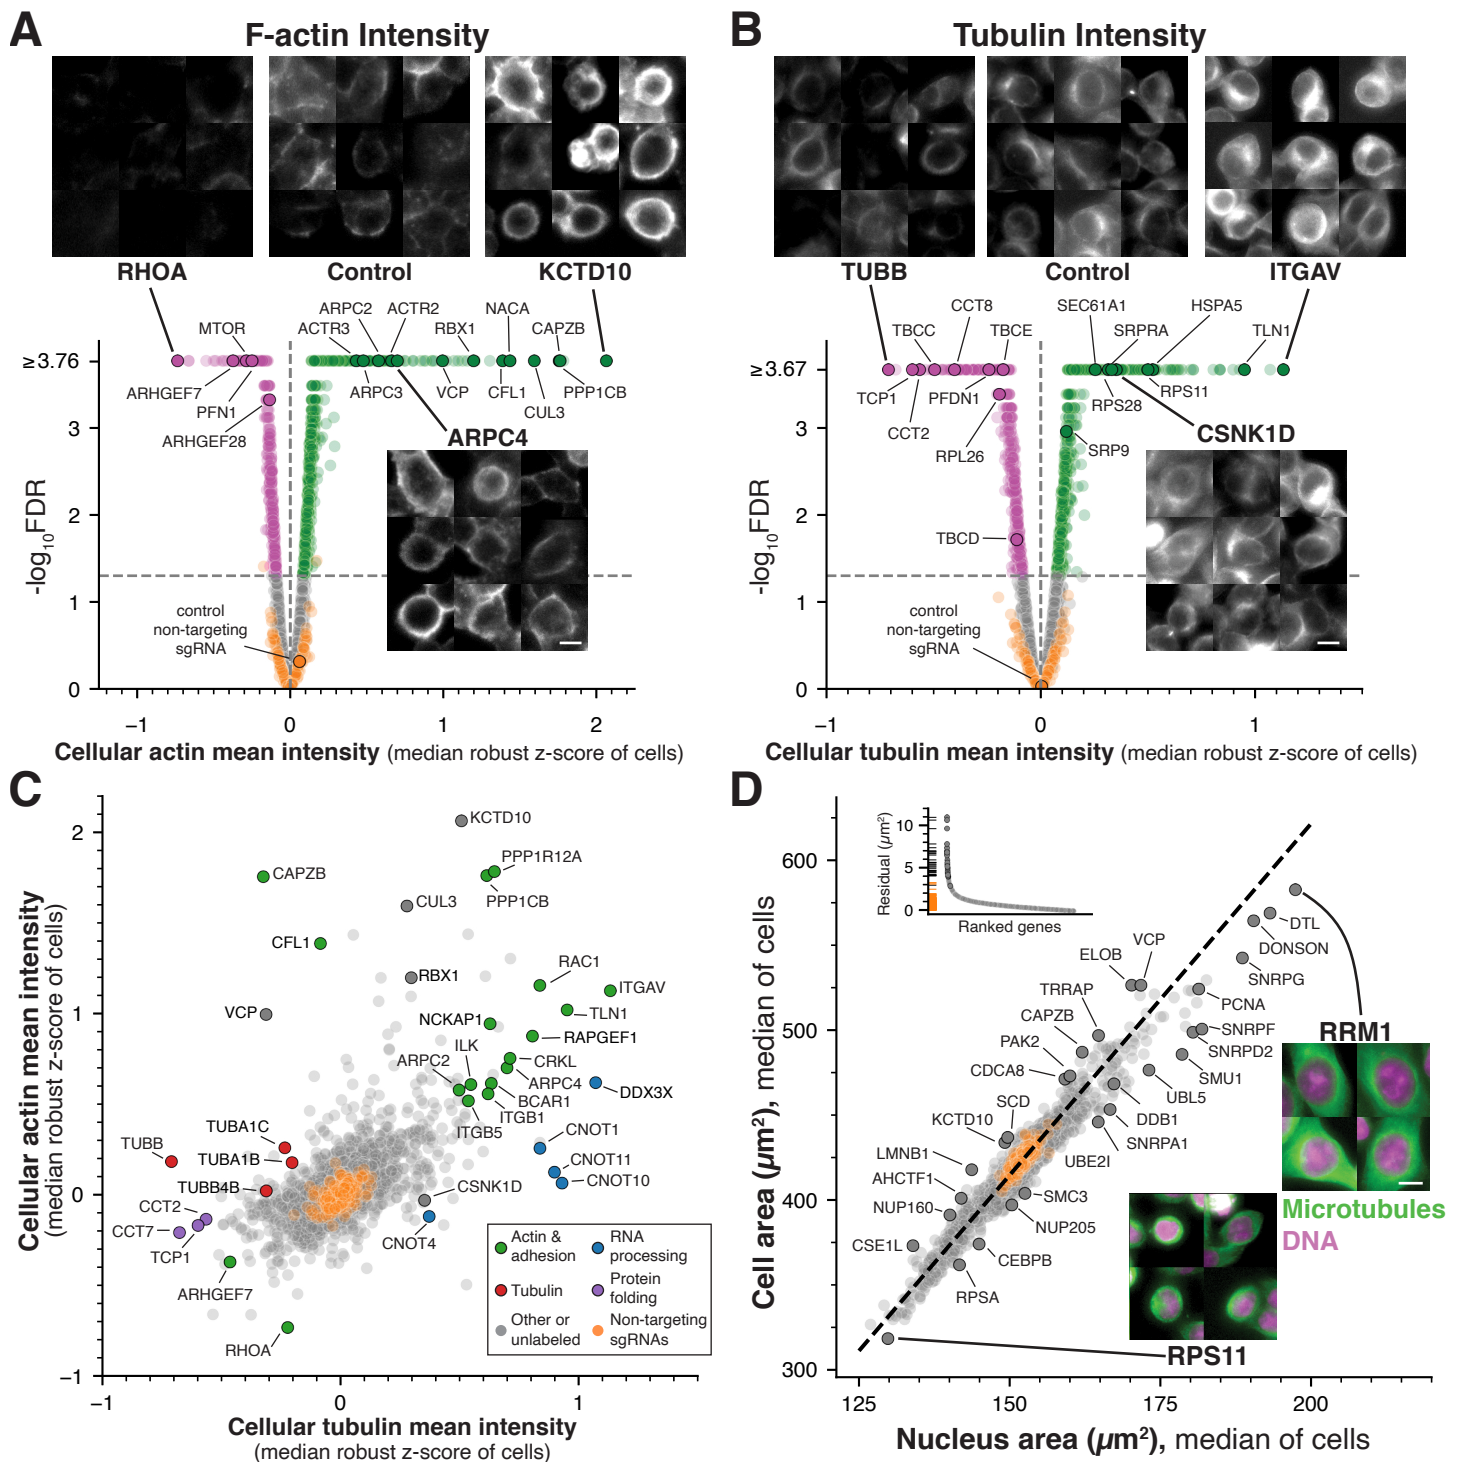 A
F-actin Intensity
RHOA
Control
KCTD10
ARPC2
ACTR2
NACA
MTOR
ACTR3
RBX1
CAPZB
≥3.76
ARHGEF7
ARPC3
VCP
CFL1
PPP1CB
PFN1
CUL3
ARHGEF28
ARPC4
3
2
1
0
-log10FDR
control
non-targeting
sgRNA
−1
0
1
2
Cellular actin mean intensity (median robust z-score of cells)
B
Tubulin Intensity
TUBB
Control
ITGAV
CCT8
SEC61A1
HSPA5
TBCC
TBCE
SRPRA
TLN1
≥3.67
TCP1
PFDN1
RPS28
RPS11
CCT2
CSNK1D
RPL26
SRP9
TBCD
3
2
1
0
-log10FDR
control
non-targeting
sgRNA
−1
0
1
Cellular tubulin mean intensity (median robust z-score of cells)
C
Cellular actin mean intensity
(median robust z-score of cells)
2
1
0
−1
KCTD10
PPP1R12A
CAPZB
PPP1CB
CUL3
CFL1
RAC1
RBX1
ITGAV
VCP
NCKAP1
TLN1
ILK
RAPGEF1
ARPC2
CRKL
ARPC4
DDX3X
BCAR1
ITGB1
ITGB5
TUBA1C
CNOT1
TUBB
TUBA1B
CNOT11
TUBB4B
CSNK1D
CNOT10
CCT2
CCT7
TCP1
CNOT4
ARHGEF7
RHOA
Actin &
adhesion
RNA
processing
Tubulin
Protein
folding
Other or
unlabeled
Non-targeting
sgRNAs
−1
0
1
Cellular tubulin mean intensity
(median robust z-score of cells)
D
Cell area (µm²), median of cells
600
500
400
300
Residual (µm²)
10
5
0
Ranked genes
DTL
VCP
DONSON
ELOB
SNRPG
TRRAP
PCNA
CAPZB
SNRPF
RRM1
PAK2
SNRPD2
CDCA8
SMU1
SCD
UBL5
KCTD10
DDB1
SNRPA1
LMNB1
UBE2I
AHCTF1
SMC3
NUP160
NUP205
Microtubules
DNA
CSE1L
CEBPB
RPSA
RPS11
125
150
175
200
Nucleus area (µm²), median of cells